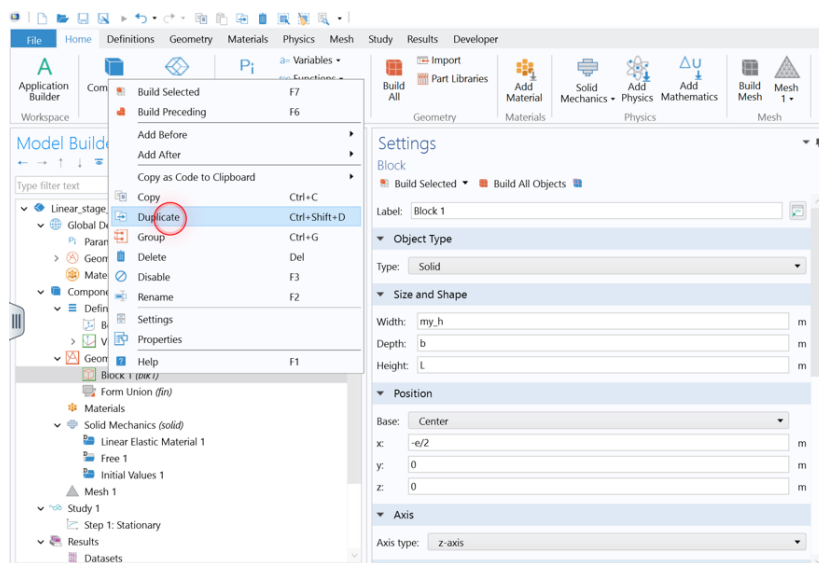 File Home Definitions Geometry Materials Physics Mesh Study Results Developer
A Pi a= Variables Import Δu
Functions Part Libraries
Application Builder Build All Add Material Solid Mechanics Add Physics Add Mathematics Build Mesh Mesh 1
Workspace Geometry Materials Physics Mesh
Model Builde
Type filter text
Linear_stage_
Global De
Pi Paran
Geom
Mate
Compone
Defin
B
V
Geom
Block 1 (blk1)
Form Union (fin)
Materials
Solid Mechanics (solid)
Linear Elastic Material 1
Free 1
Initial Values 1
Mesh 1
Study 1
Step 1: Stationary
Results
Datasets
Build Selected F7
Build Preceding F6
Add Before
Add After
Copy as Code to Clipboard
Copy Ctrl+C
Duplicate Ctrl+Shift+D
Group Ctrl+G
Delete Del
Disable F3
Rename F2
Settings
Properties
Help F1
Settings
Block
Build Selected Build All Objects
Label: Block 1
Object Type
Type: Solid
Size and Shape
Width: my_h m
Depth: b m
Height: L m
Position
Base: Center
x: -e/2 m
y: 0 m
z: 0 m
Axis
Axis type: z-axis